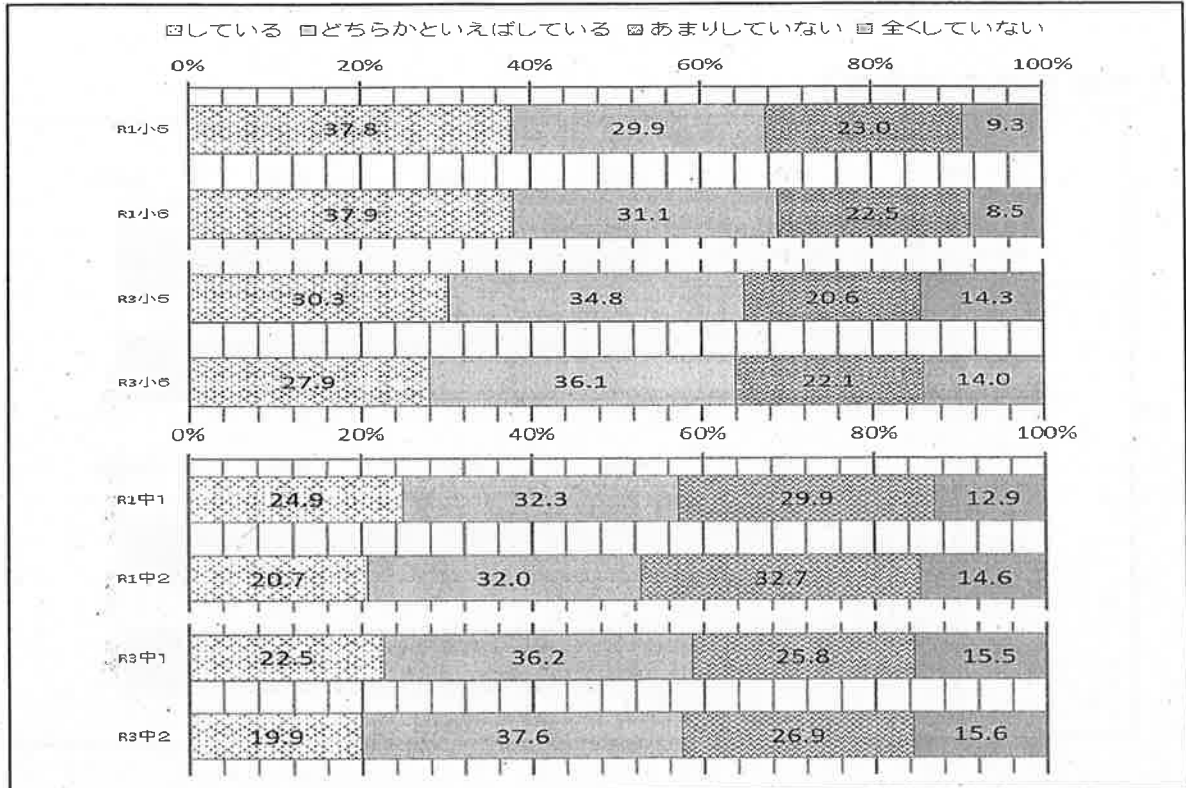 している どちらかといえばしている あまりしていない 全くしていない
0% 20% 40% 60% 80% 100%
R1小5 37.8 29.9 23.0 9.3
R1小6 37.9 31.1 22.5 8.5
R3小5 30.3 34.8 20.6 14.3
R3小6 27.9 36.1 22.1 14.0
0% 20% 40% 60% 80% 100%
R1中1 24.9 32.3 29.9 12.9
R1中2 20.7 32.0 32.7 14.6
R3中1 22.5 36.2 25.8 15.5
R3中2 19.9 37.6 26.9 15.6